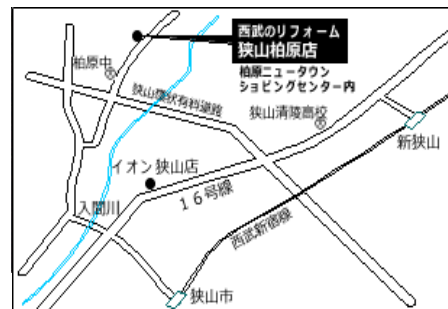 西武のリフォーム
狭山柏原店
柏原ニュータウン
ショピングセンター内
柏原中
狭山環状有料道路
狭山清陵高校
新狭山
イオン狭山店
16号線
入間川
西武新宿線
狭山市